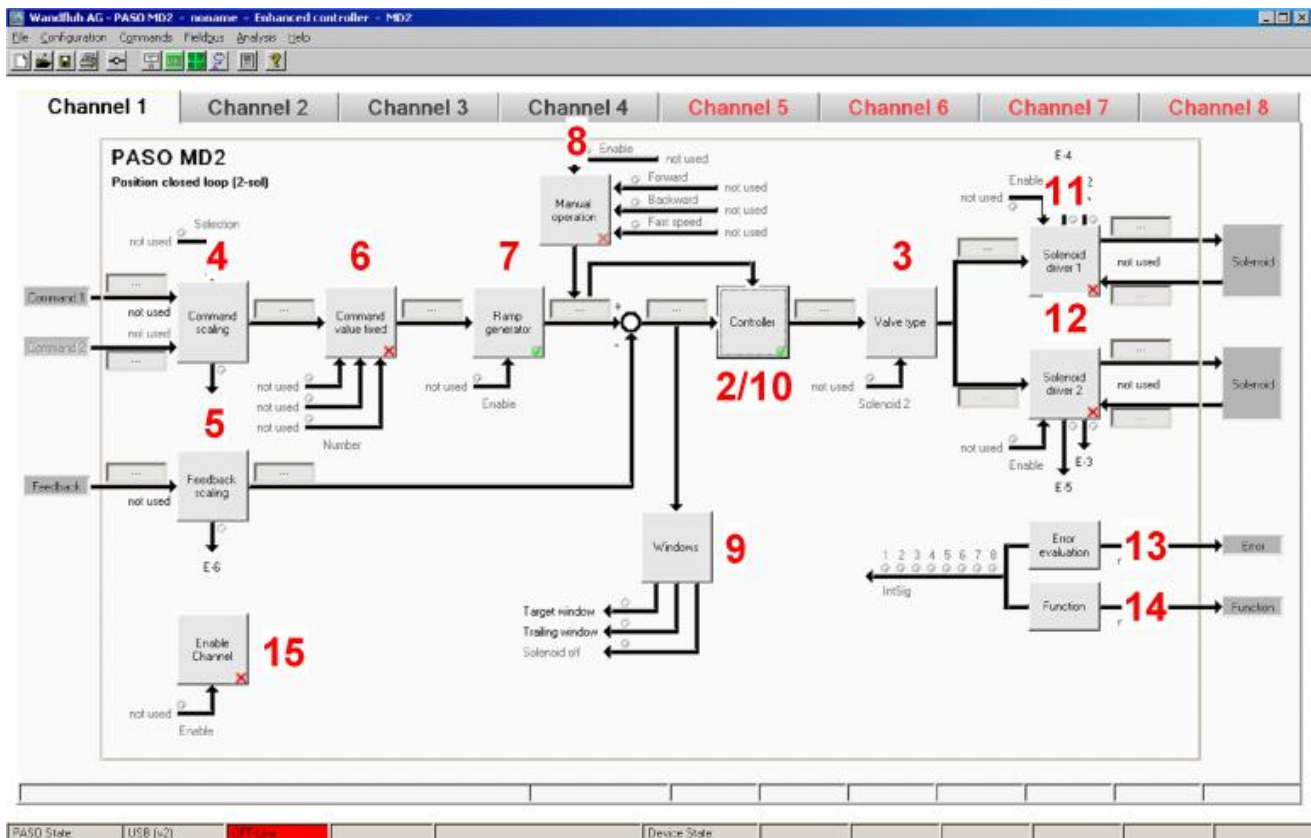 Wandfluh AG - PASO MD2 - noname - Enhanced controller - MD2
File Configuration Commands Fieldbus Analysis Help
Channel 1 Channel 2 Channel 3 Channel 4 Channel 5 Channel 6 Channel 7 Channel 8
PASO MD2
Position closed loop (2-sol)
8
Enable
not used
Forward
not used
Backward
not used
Fast speed
not used
Manual operation
E-4
Enable
11
2
not used
Selection
not used
4
6
7
3
...
...
...
...
...
...
...
...
Command 1
not used
Command 2
not used
...
Command scaling
Command value fixed
Ramp generator
+
-
Controller
Valve type
Solenoid driver 1
not used
Solenoid
...
12
5
not used
not used
not used
Number
not used
Enable
2/10
not used
Solenoid 2
...
...
Solenoid driver 2
not used
Solenoid
...
not used
Enable
E-3
E-5
Feedback
...
not used
Feedback scaling
...
E-6
Windows
9
Target window
Trailing window
Solenoid off
1 2 3 4 5 6 7 8
IntSig
Error evaluation
13
r
Error
Function
14
r
Function
Enable Channel
15
not used
Enable
PASO State: USB (v2) OFF-Line Device State